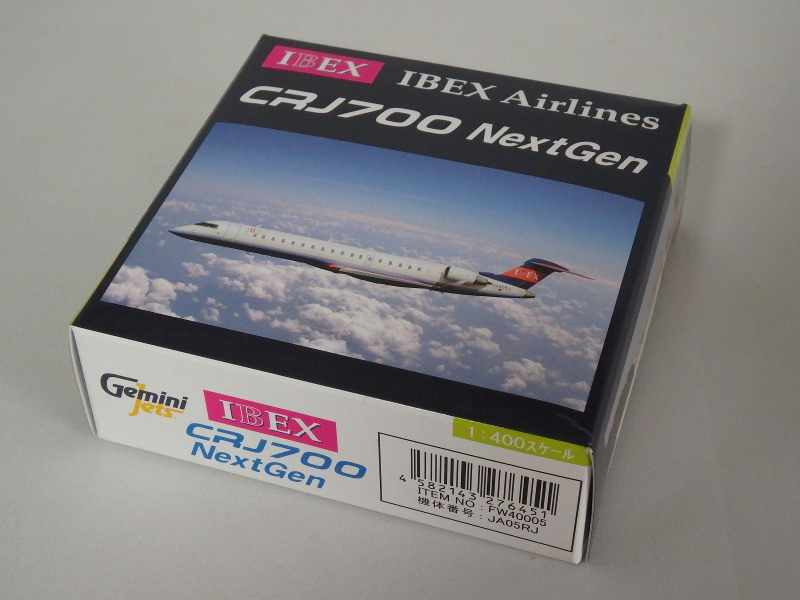 IBEX IBEX Airlines
CRJ700 NextGen
IBEX
Gemini
Jets
IBEX
CRJ700
NextGen
1:400スケール
4 582143 276451
ITEM NO : FW40005
機体番号 : JA05RJ